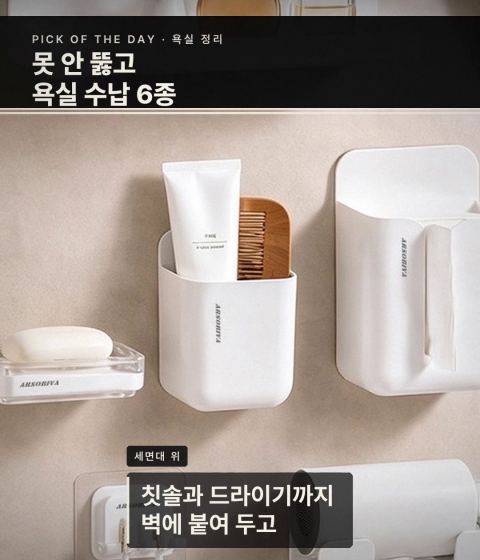 PICK OF THE DAY · 욕실 정리
못 안 뚫고
욕실 수납 6종
ARSOBIVA
세면대 위
칫솔과 드라이기까지
벽에 붙여 두고